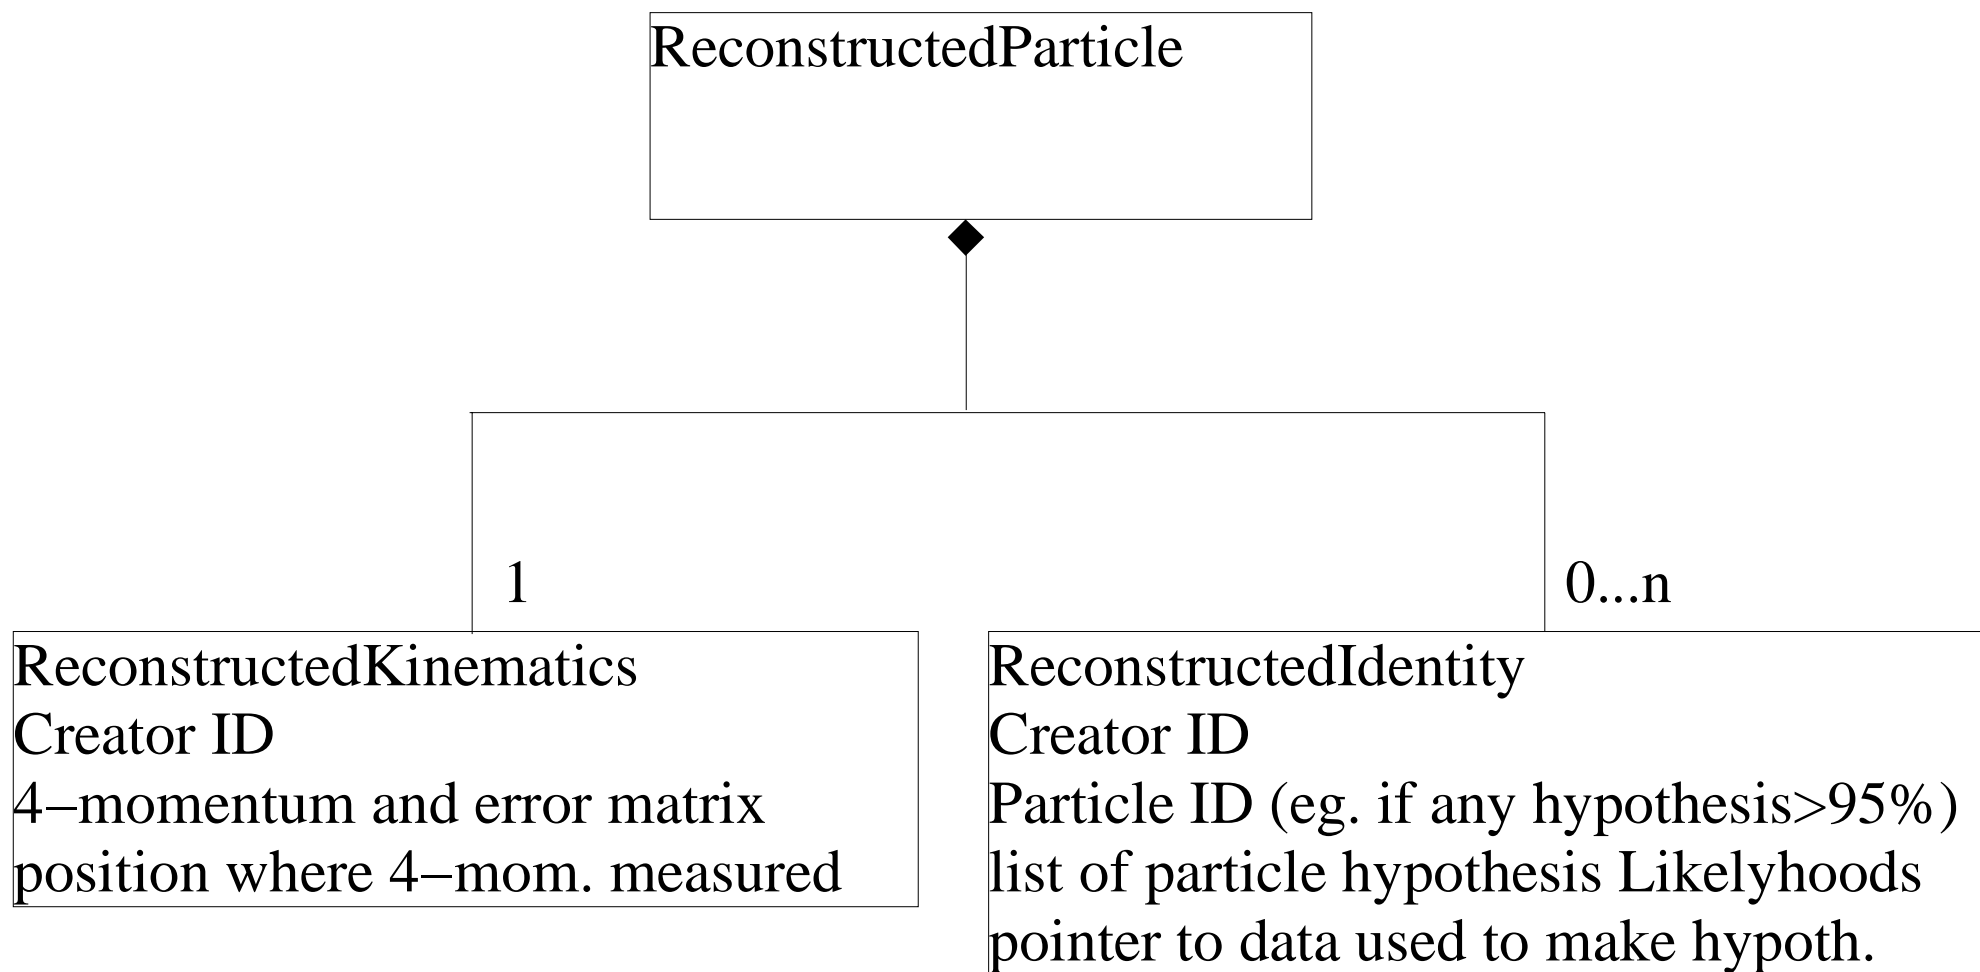 ReconstructedParticle
1
0...n
ReconstructedKinematics
Creator ID
4−momentum and error matrix
position where 4−mom. measured
ReconstructedIdentity
Creator ID
Particle ID (eg. if any hypothesis>95%)
list of particle hypothesis Likelyhoods
pointer to data used to make hypoth.